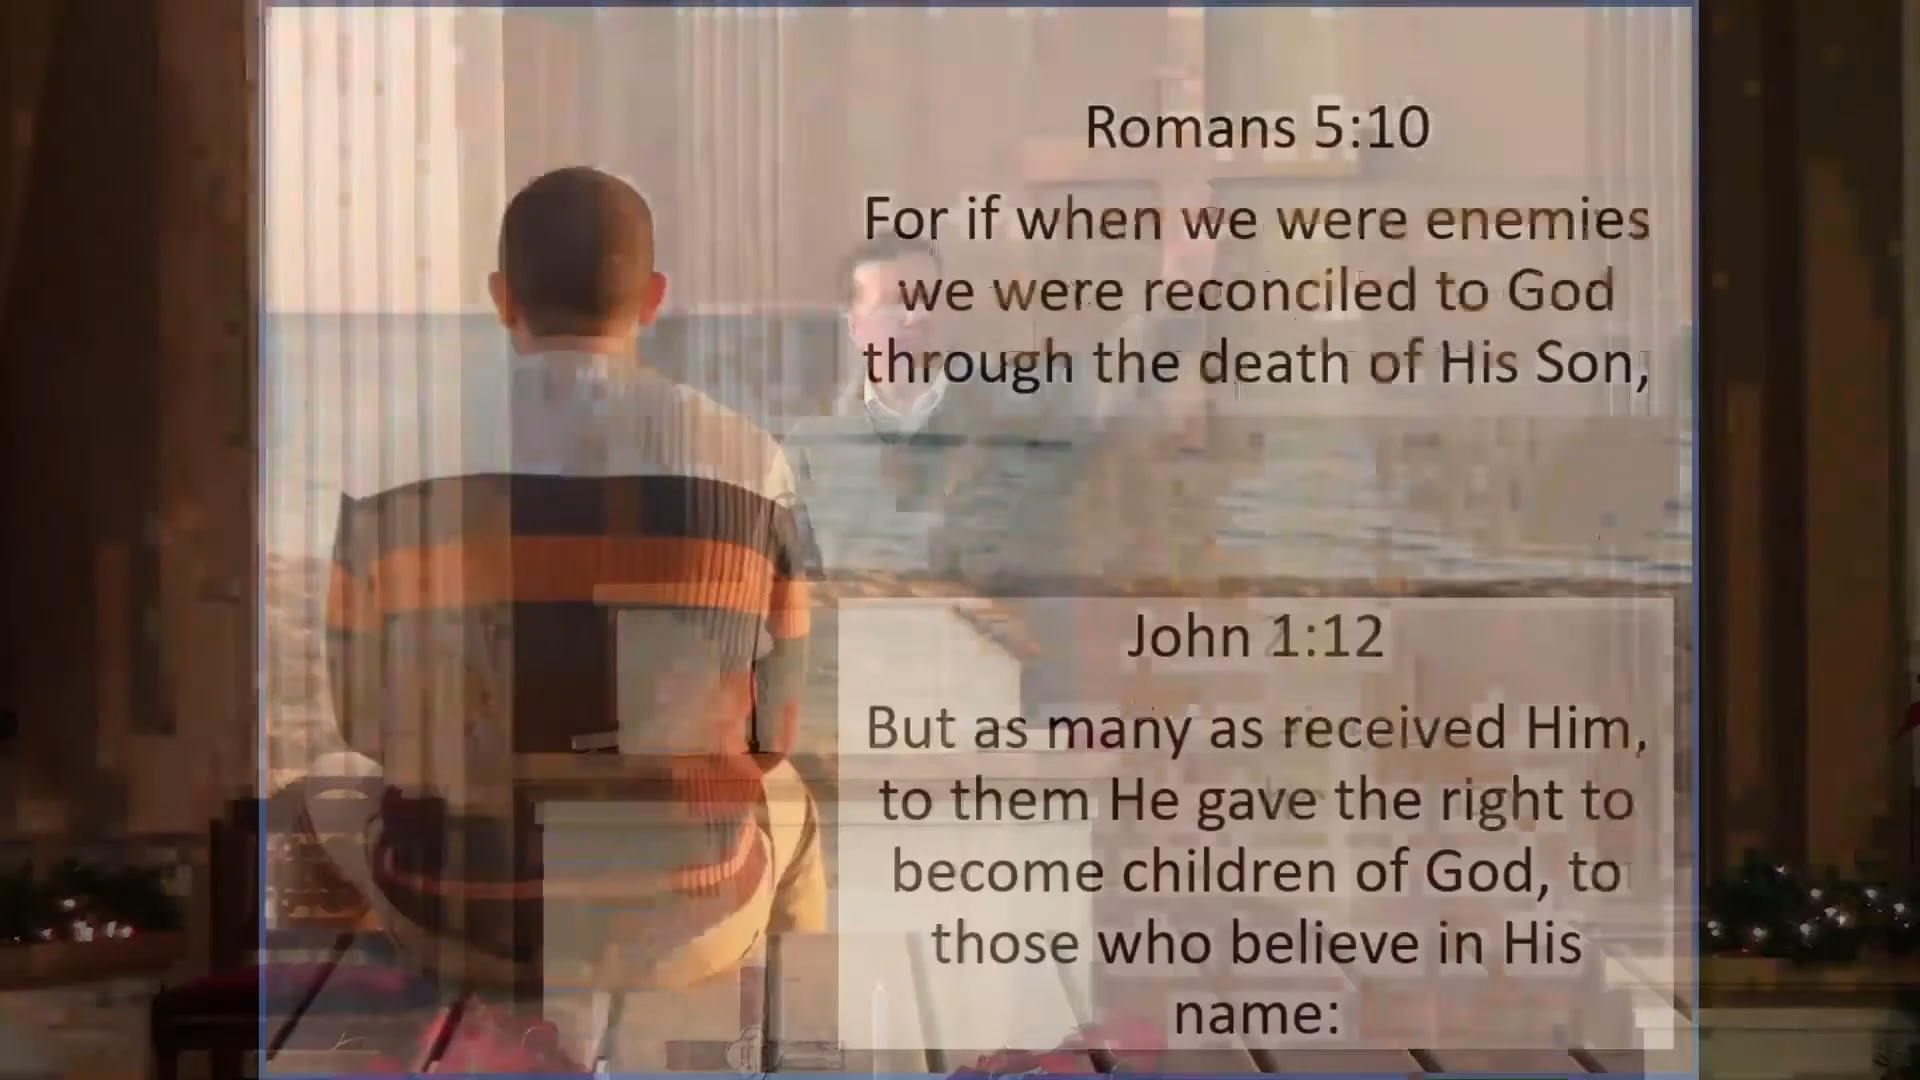 Romans 5:10
For if when we were enemies
we were reconciled to God
through the death of His Son,
John 1:12
But as many as received Him,
to them He gave the right to
become children of God, to
those who believe in His
name: